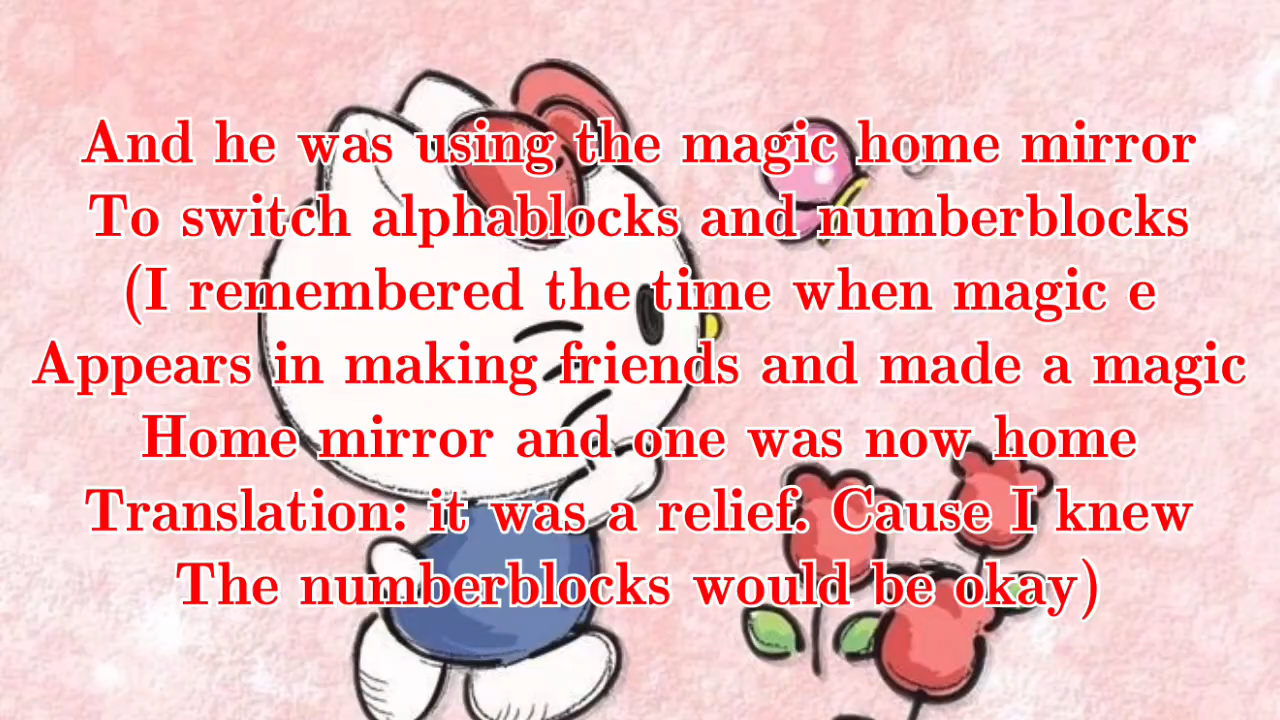 And he was using the magic home mirror
To switch alphablocks and numberblocks
(I remembered the time when magic e
Appears in making friends and made a magic
Home mirror and one was now home
Translation: it was a relief. Cause I knew
The numberblocks would be okay)